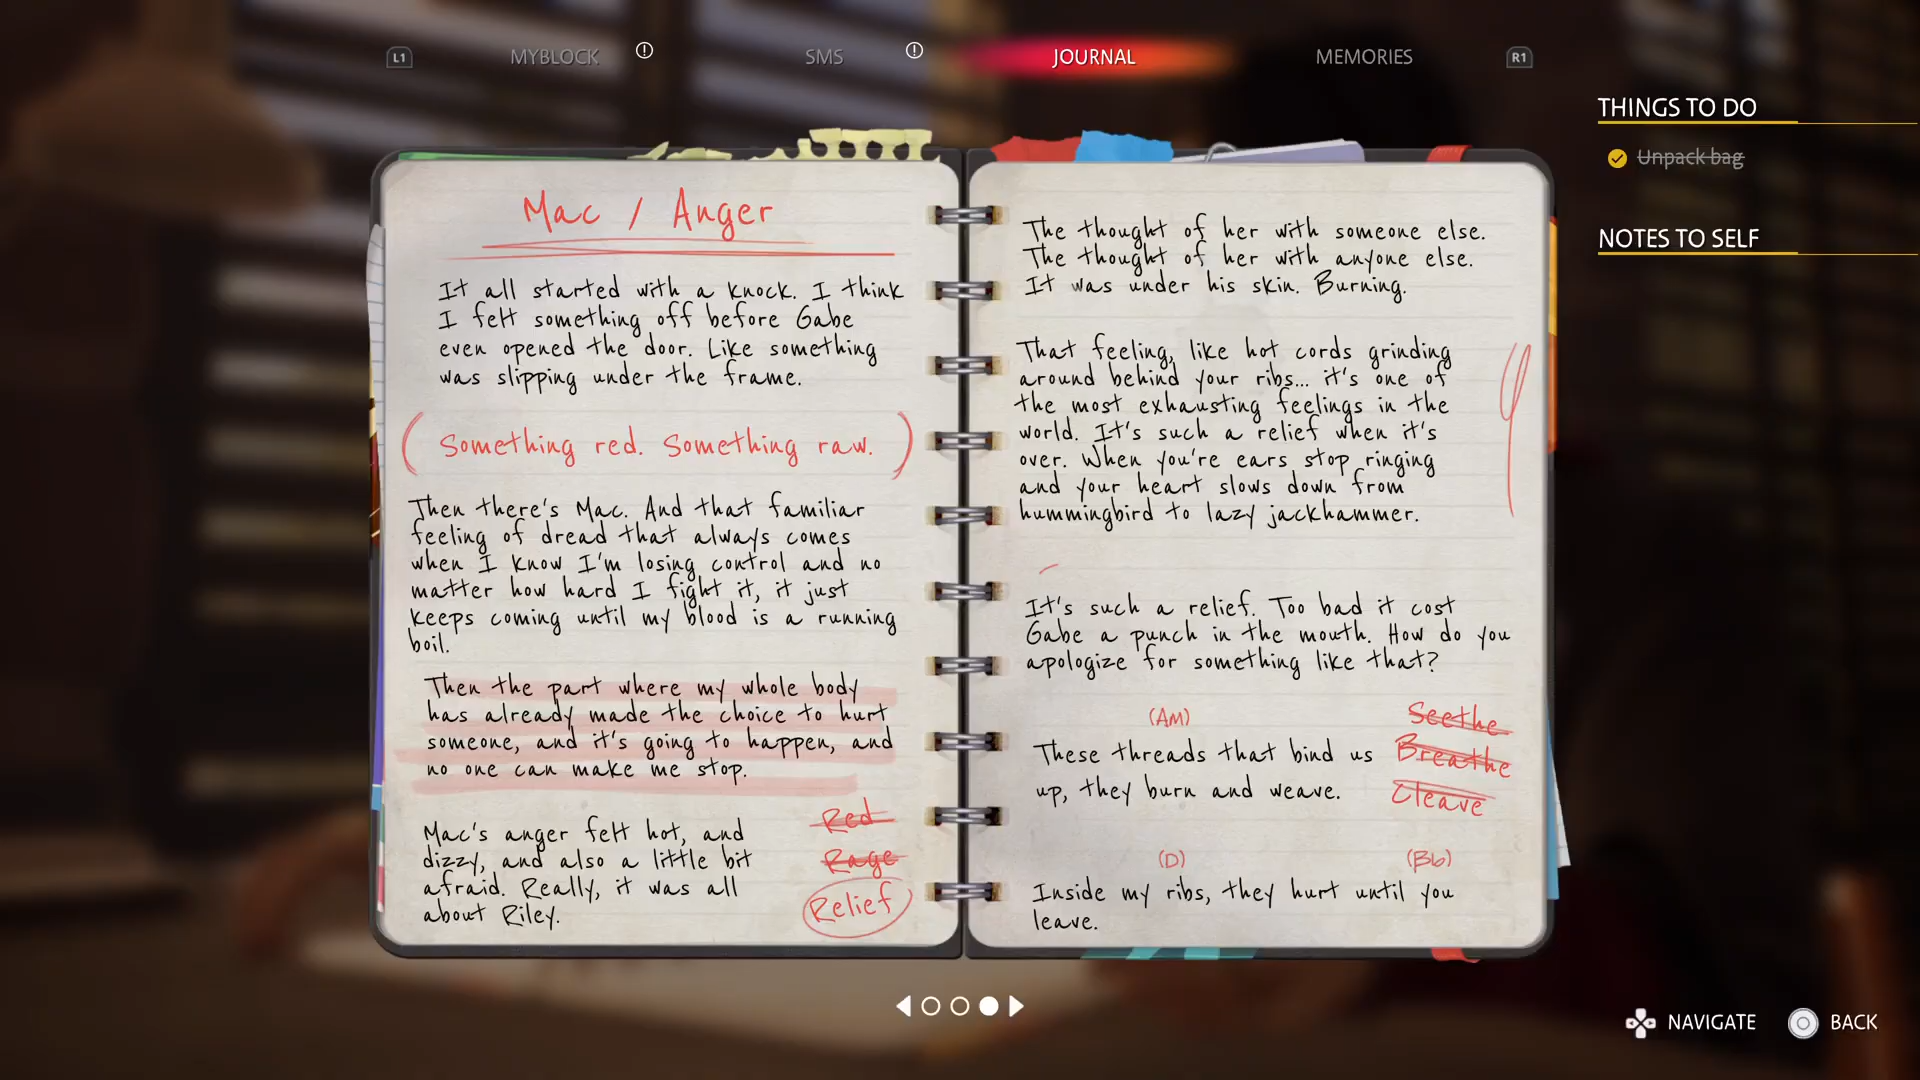 L1
MYBLOCK
SMS
JOURNAL
MEMORIES
R1
THINGS TO DO
Unpack bag
NOTES TO SELF
Mac / Anger
It all started with a knock. I think
I felt something off before Gabe
even opened the door. Like something
was slipping under the frame.
(Something red. Something raw.)
Then there's Mac. And that familiar
feeling of dread that always comes
when I know I'm losing control and no
matter how hard I fight it, it just
keeps coming until my blood is a running
boil.
Then the part where my whole body
has already made the choice to hurt
someone, and it's going to happen, and
no one can make me stop.
Mac's anger felt hot, and
dizzy, and also a little bit
afraid. Really, it was all
about Riley.
Red
Rage
Relief
The thought of her with someone else.
The thought of her with anyone else.
It was under his skin. Burning.
That feeling, like hot cords grinding
around behind your ribs... it's one of
the most exhausting feelings in the
world. It's such a relief when it's
over. When you're ears stop ringing
and your heart slows down from
hummingbird to lazy jackhammer.
It's such a relief. Too bad it cost
Gabe a punch in the mouth. How do you
apologize for something like that?
(Am)
These threads that bind us
up, they burn and weave.
Seethe
Breathe
Cleave
(D) (Bb)
Inside my ribs, they hurt until you
leave.
NAVIGATE
BACK